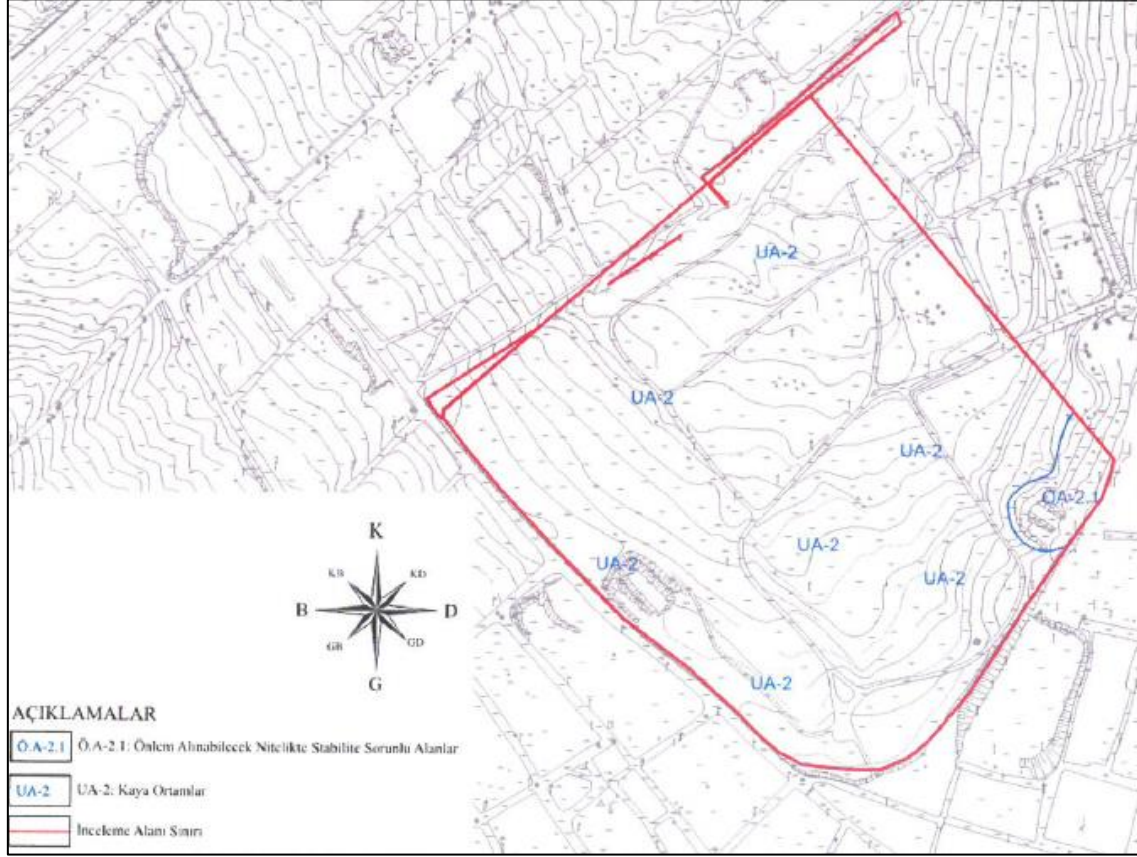 UA-2
UA-2
UA-2
ÖA-2.1
UA-2
UA-2
UA-2
UA-2
K
KB
KD
B
D
GB
GD
G
AÇIKLAMALAR
Ö.A-2.1 Ö.A-2.1: Önlem Alınabilecek Nitelikte Stabilite Sorunlu Alanlar
UA-2 UA-2: Kaya Ortamlar
İnceleme Alanı Sınırı